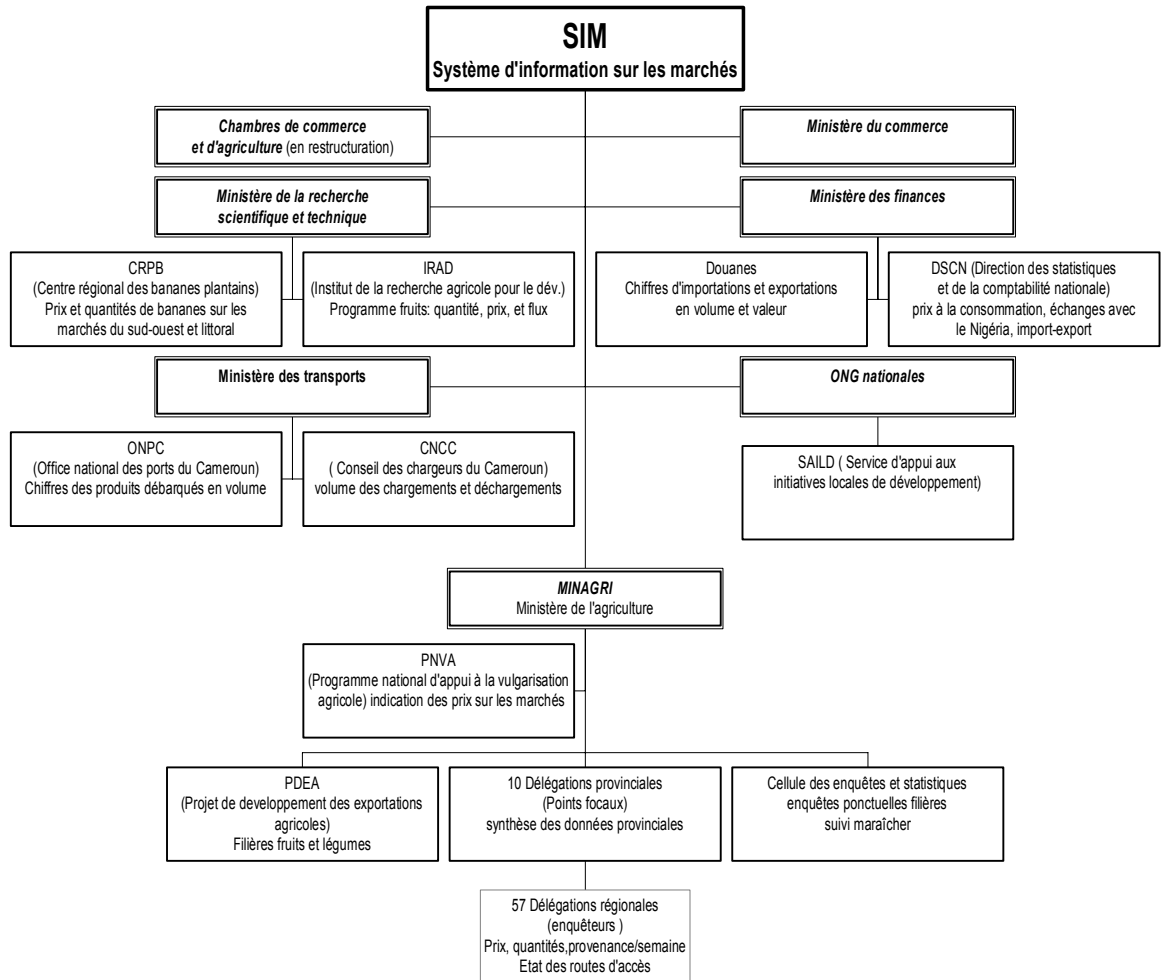 SIM
Système d'information sur les marchés
Chambres de commerce
et d'agriculture (en restructuration)
Ministère du commerce
Ministère de la recherche
scientifique et technique
Ministère des finances
CRPB
(Centre régional des bananes plantains)
Prix et quantités de bananes sur les
marchés du sud-ouest et littoral
IRAD
(Institut de la recherche agricole pour le dév.)
Programme fruits: quantité, prix, et flux
Douanes
Chiffres d'importations et exportations
en volume et valeur
DSCN (Direction des statistiques
et de la comptabilité nationale)
prix à la consommation, échanges avec
le Nigéria, import-export
Ministère des transports
ONG nationales
ONPC
(Office national des ports du Cameroun)
Chiffres des produits débarqués en volume
CNCC
( Conseil des chargeurs du Cameroun)
volume des chargements et déchargements
SAILD ( Service d'appui aux
initiatives locales de développement)
MINAGRI
Ministère de l'agriculture
PNVA
(Programme national d'appui à la vulgarisation
agricole) indication des prix sur les marchés
PDEA
(Projet de developpement des exportations
agricoles)
Filières fruits et légumes
10 Délégations provinciales
(Points focaux)
synthèse des données provinciales
Cellule des enquêtes et statistiques
enquêtes ponctuelles filières
suivi maraîcher
57 Délégations régionales
(enquêteurs )
Prix, quantités,provenance/semaine
Etat des routes d'accès